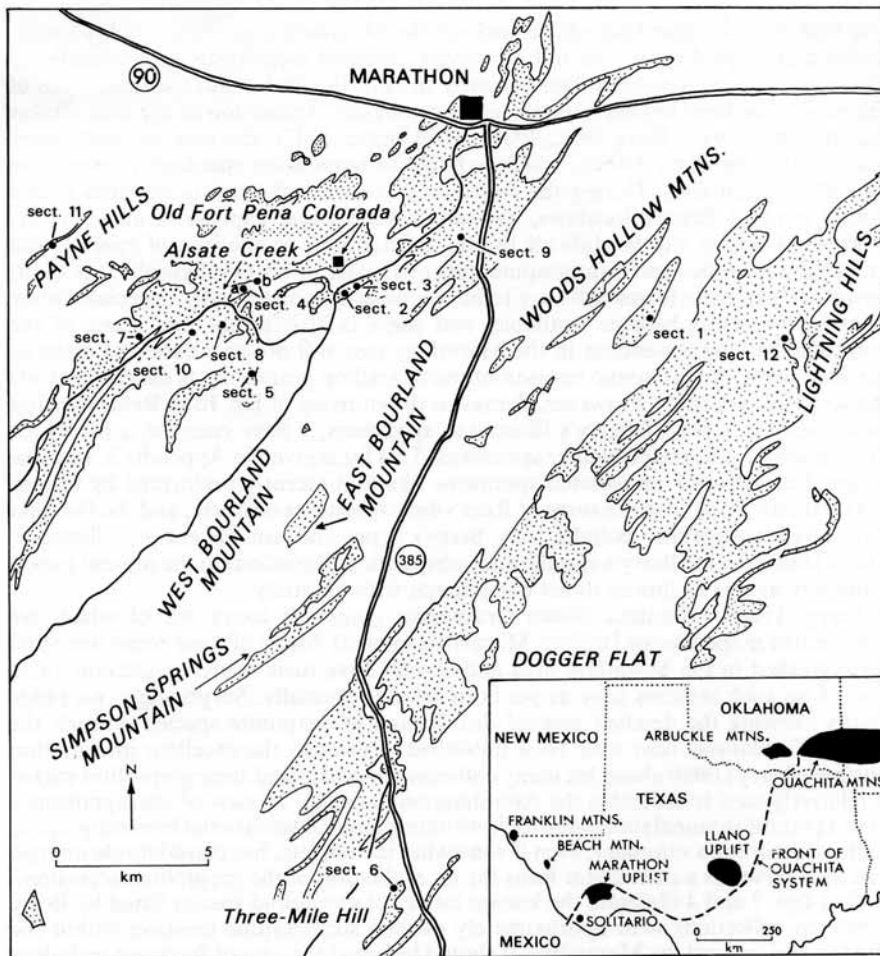 90
MARATHON
sect. 11
PAYNE HILLS
Old Fort Pena Colorada
Alsate Creek
a
b
sect. 3
sect. 4
sect. 2
sect. 9
WOODS HOLLOW MTNS.
sect. 7
sect. 10
sect. 8
sect. 5
sect. 1
sect. 12
LIGHTNING HILLS
EAST BOURLAND
MOUNTAIN
WEST BOURLAND
MOUNTAIN
385
SIMPSON SPRINGS
MOUNTAIN
DOGGER FLAT
N
0 5
km
sect. 6
Three-Mile Hill
OKLAHOMA
NEW MEXICO
ARBUCKLE MTNS.
OUACHITA MTNS.
TEXAS
FRANKLIN MTNS.
BEACH MTN.
LLANO
UPLIFT
MARATHON
UPLIFT
FRONT OF
OUACHITA
SYSTEM
SOLITARIO
MEXICO
0 250
km